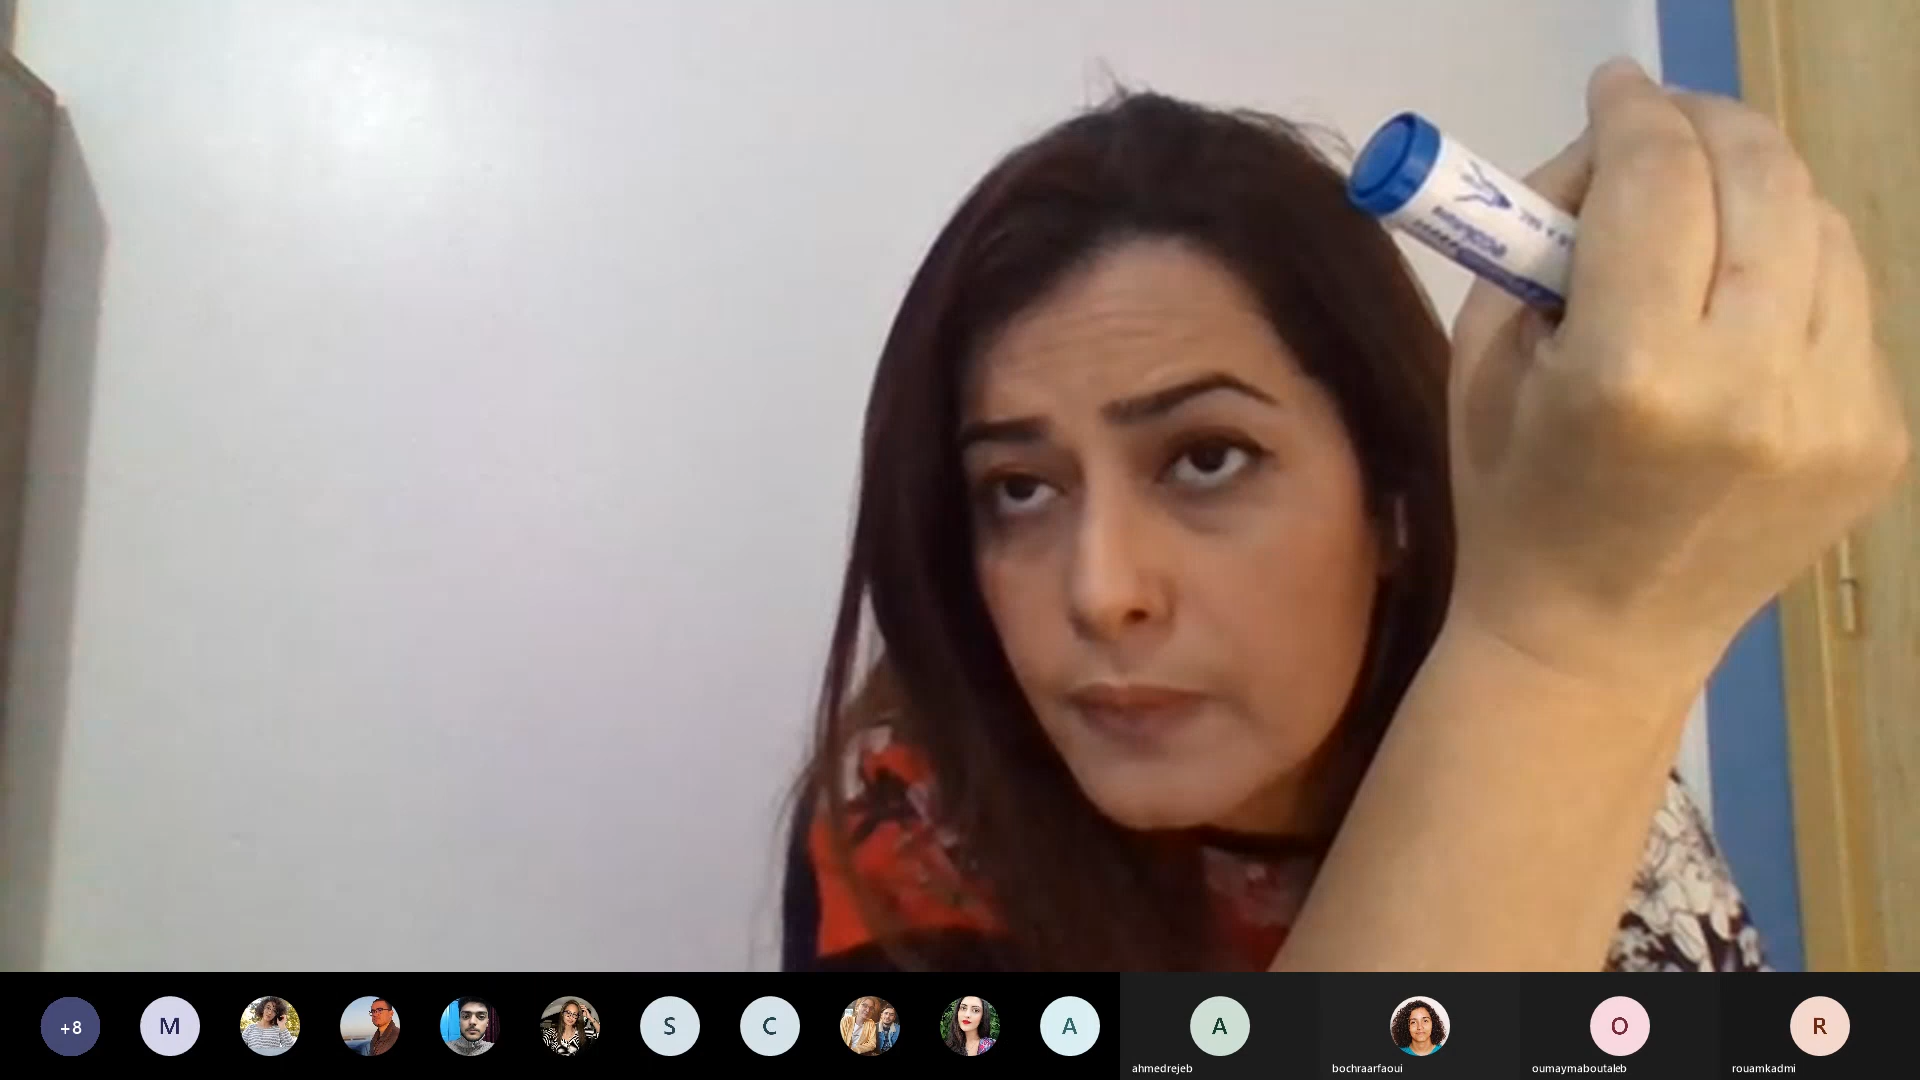 +8
M
S
C
A
A
O
R
ahmedrejeb
bochraarfaoui
oumaymaboutaleb
rouamkadmi